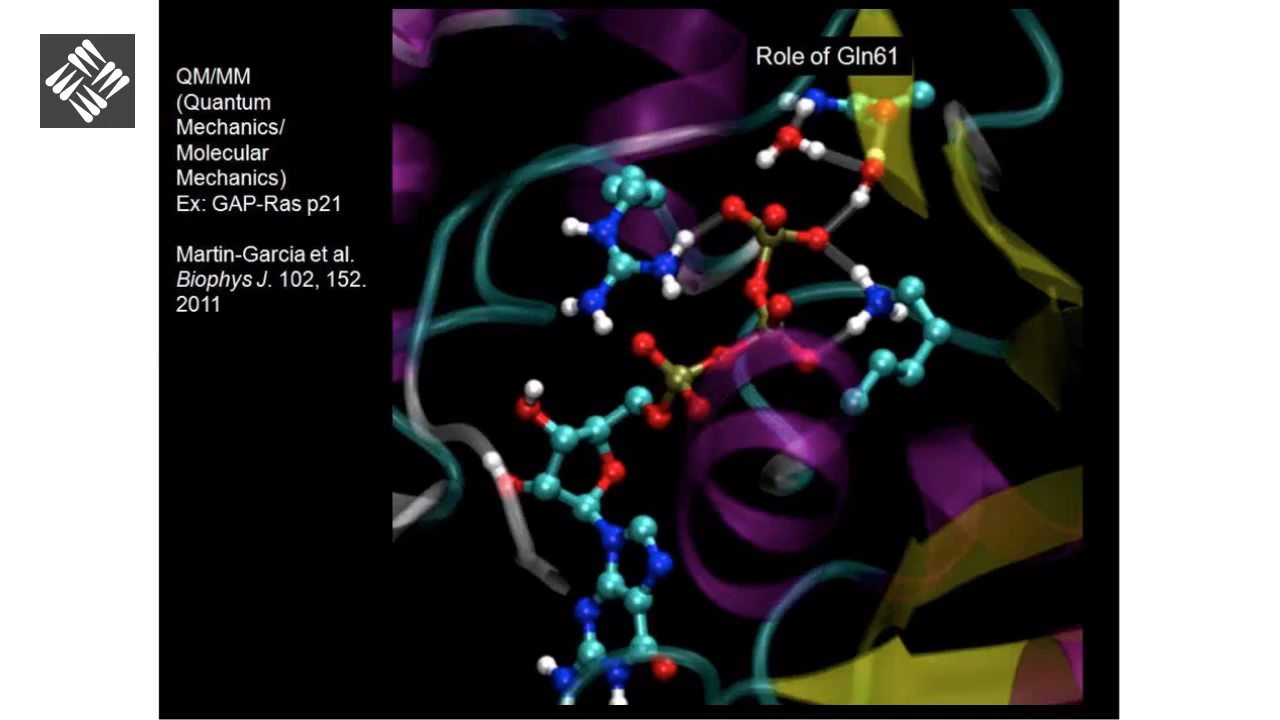 Role of Gln61
QM/MM
(Quantum
Mechanics/
Molecular
Mechanics)
Ex: GAP-Ras p21
Martin-Garcia et al.
Biophys J. 102, 152.
2011